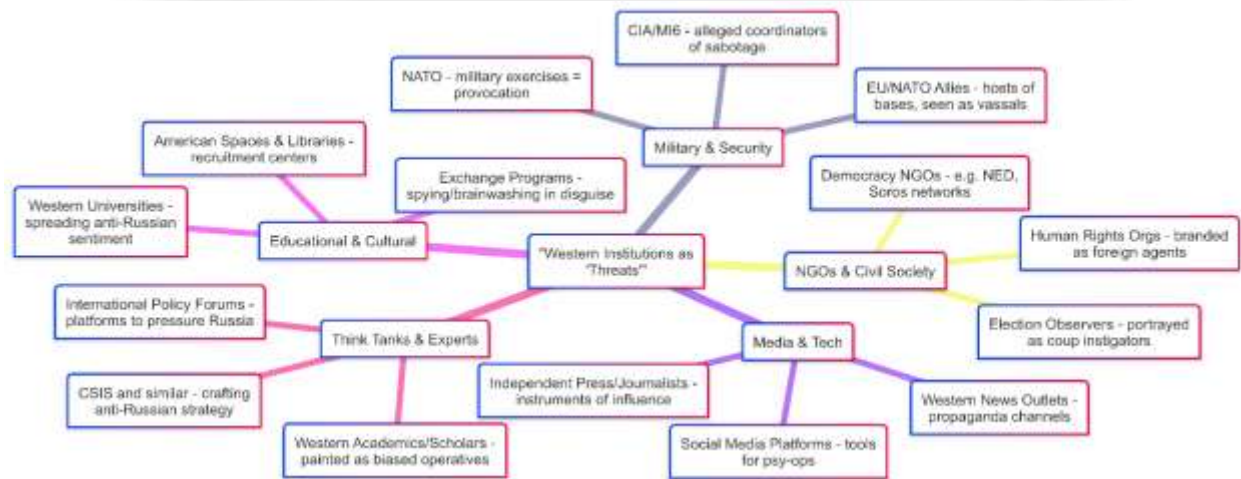 CIA/MI6 - alleged coordinators
of sabotage
NATO - military exercises =
provocation
EU/NATO Allies - hosts of
bases, seen as vassals
Military & Security
American Spaces & Libraries -
recruitment centers
Exchange Programs -
spying/brainwashing in disguise
Western Universities -
spreading anti-Russian
sentiment
Educational & Cultural
"Western Institutions as
'Threats'"
Democracy NGOs - e.g. NED,
Soros networks
Human Rights Orgs - branded
as foreign agents
NGOs & Civil Society
Election Observers - portrayed
as coup instigators
International Policy Forums -
platforms to pressure Russia
Think Tanks & Experts
CSIS and similar - crafting
anti-Russian strategy
Western Academics/Scholars -
painted as biased operatives
Media & Tech
Independent Press/Journalists -
instruments of influence
Social Media Platforms - tools
for psy-ops
Western News Outlets -
propaganda channels